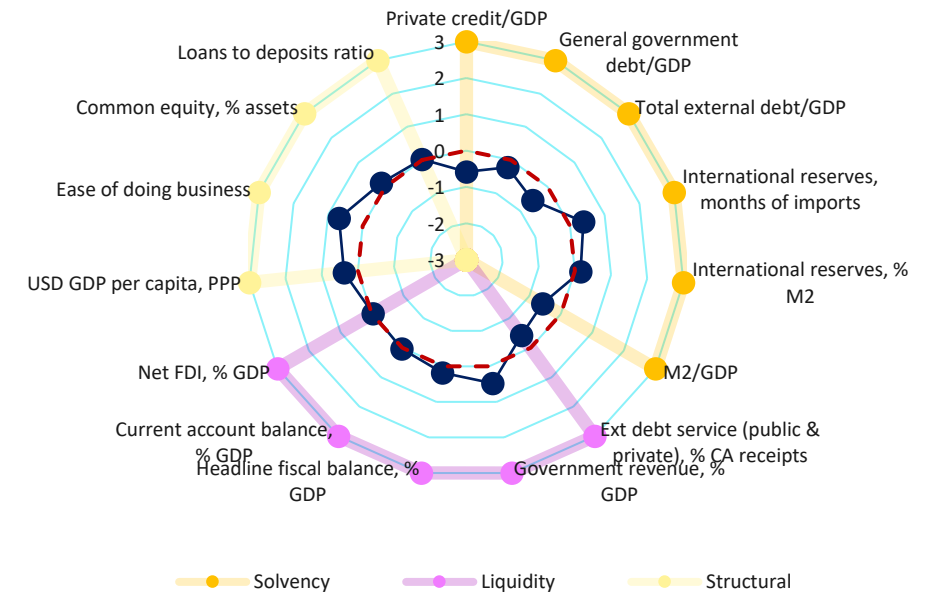 Private credit/GDP
General government
debt/GDP
Total external debt/GDP
International reserves,
months of imports
International reserves, %
M2
M2/GDP
Ext debt service (public &
private), % CA receipts
Government revenue, %
GDP
Headline fiscal balance, %
GDP
Current account balance,
% GDP
Net FDI, % GDP
USD GDP per capita, PPP
Ease of doing business
Common equity, % assets
Loans to deposits ratio
3
2
1
0
-1
-2
-3
Solvency
Liquidity
Structural